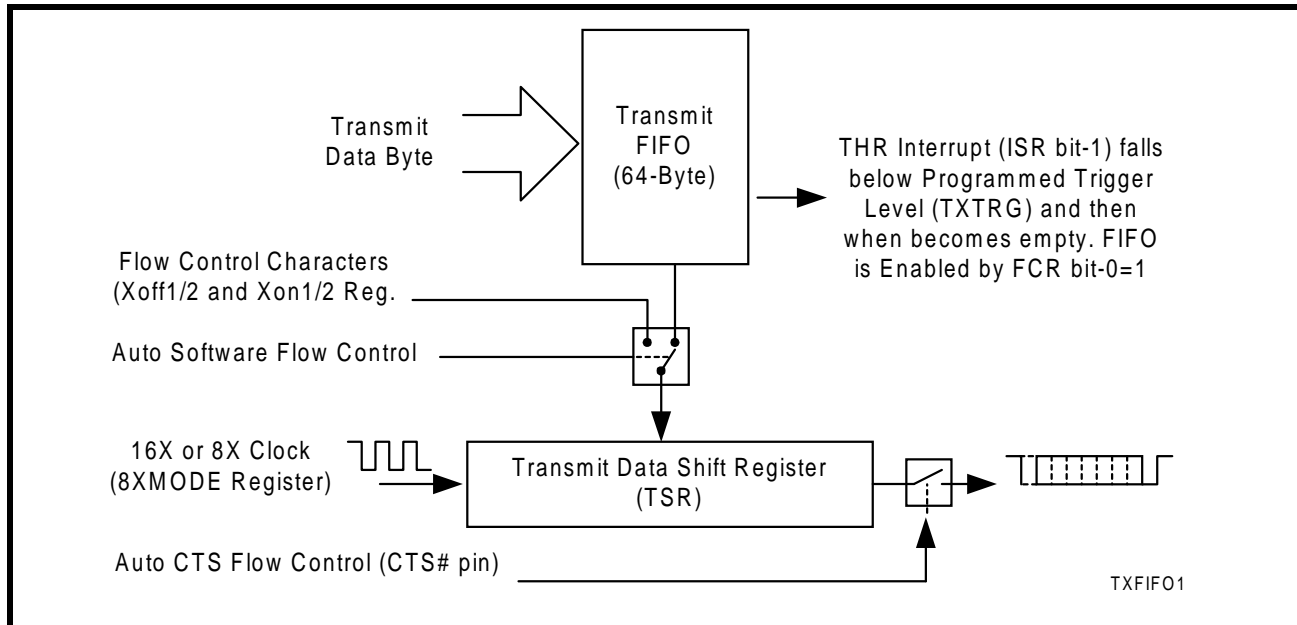 Transmit
Data Byte
Transmit
FIFO
(64-Byte)
THR Interrupt (ISR bit-1) falls
below Programmed Trigger
Level (TXTRG) and then
when becomes empty. FIFO
is Enabled by FCR bit-0=1
Flow Control Characters
(Xoff1/2 and Xon1/2 Reg.
Auto Software Flow Control
16X or 8X Clock
(8XMODE Register)
Transmit Data Shift Register
(TSR)
Auto CTS Flow Control (CTS# pin)
TXFIFO1